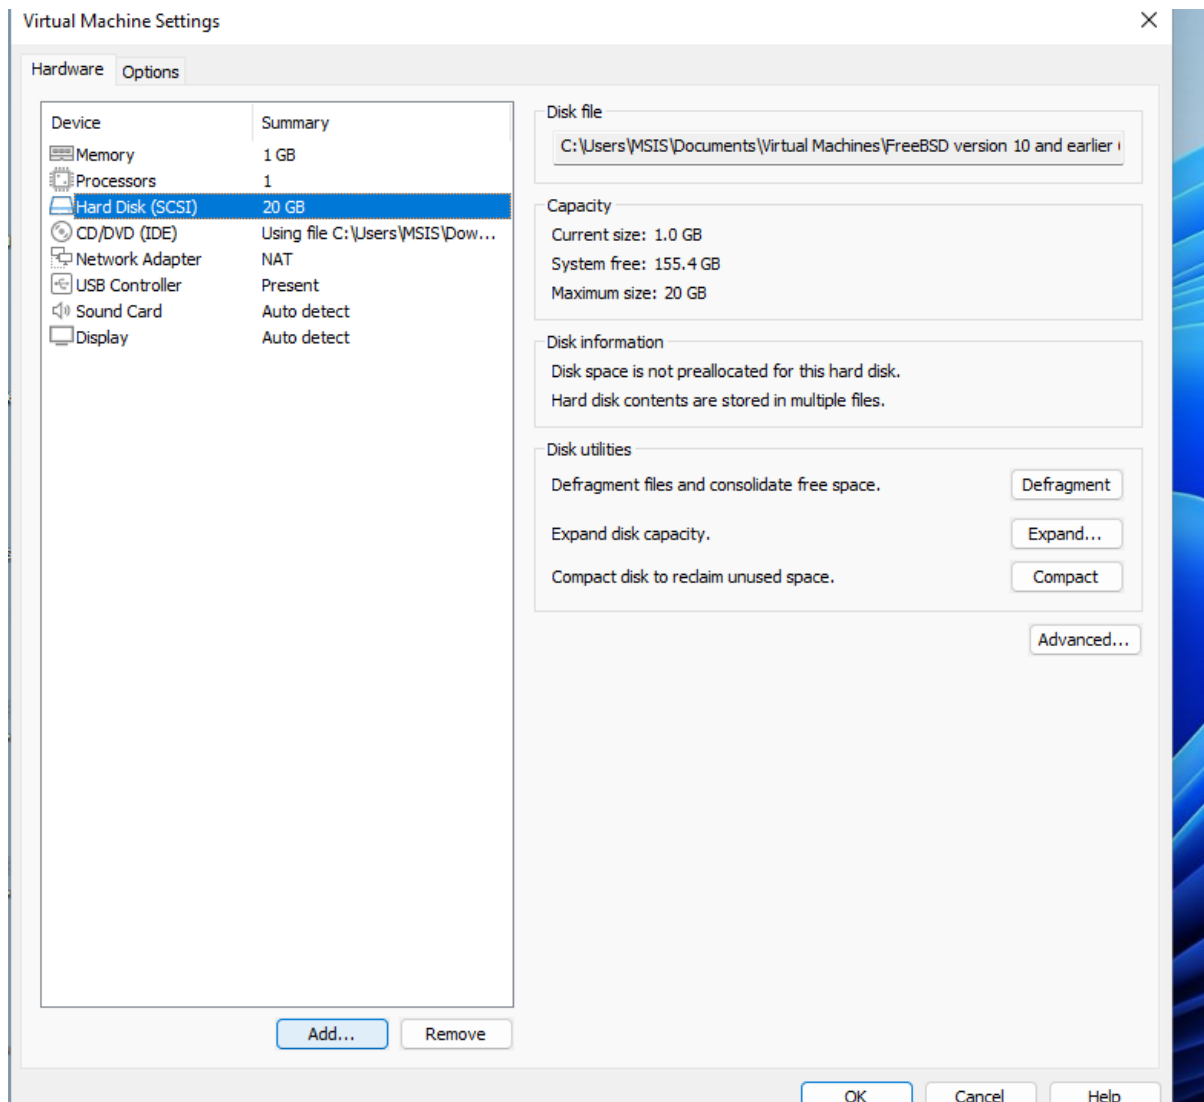 Virtual Machine Settings
Hardware Options
Device Summary
Memory 1 GB
Processors 1
Hard Disk (SCSI) 20 GB
CD/DVD (IDE) Using file C:\Users\MSIS\Dow...
Network Adapter NAT
USB Controller Present
Sound Card Auto detect
Display Auto detect
Add... Remove
Disk file
C:\Users\MSIS\Documents\Virtual Machines\FreeBSD version 10 and earlier
Capacity
Current size: 1.0 GB
System free: 155.4 GB
Maximum size: 20 GB
Disk information
Disk space is not preallocated for this hard disk.
Hard disk contents are stored in multiple files.
Disk utilities
Defragment files and consolidate free space. Defragment
Expand disk capacity. Expand...
Compact disk to reclaim unused space. Compact
Advanced...
OK Cancel Help